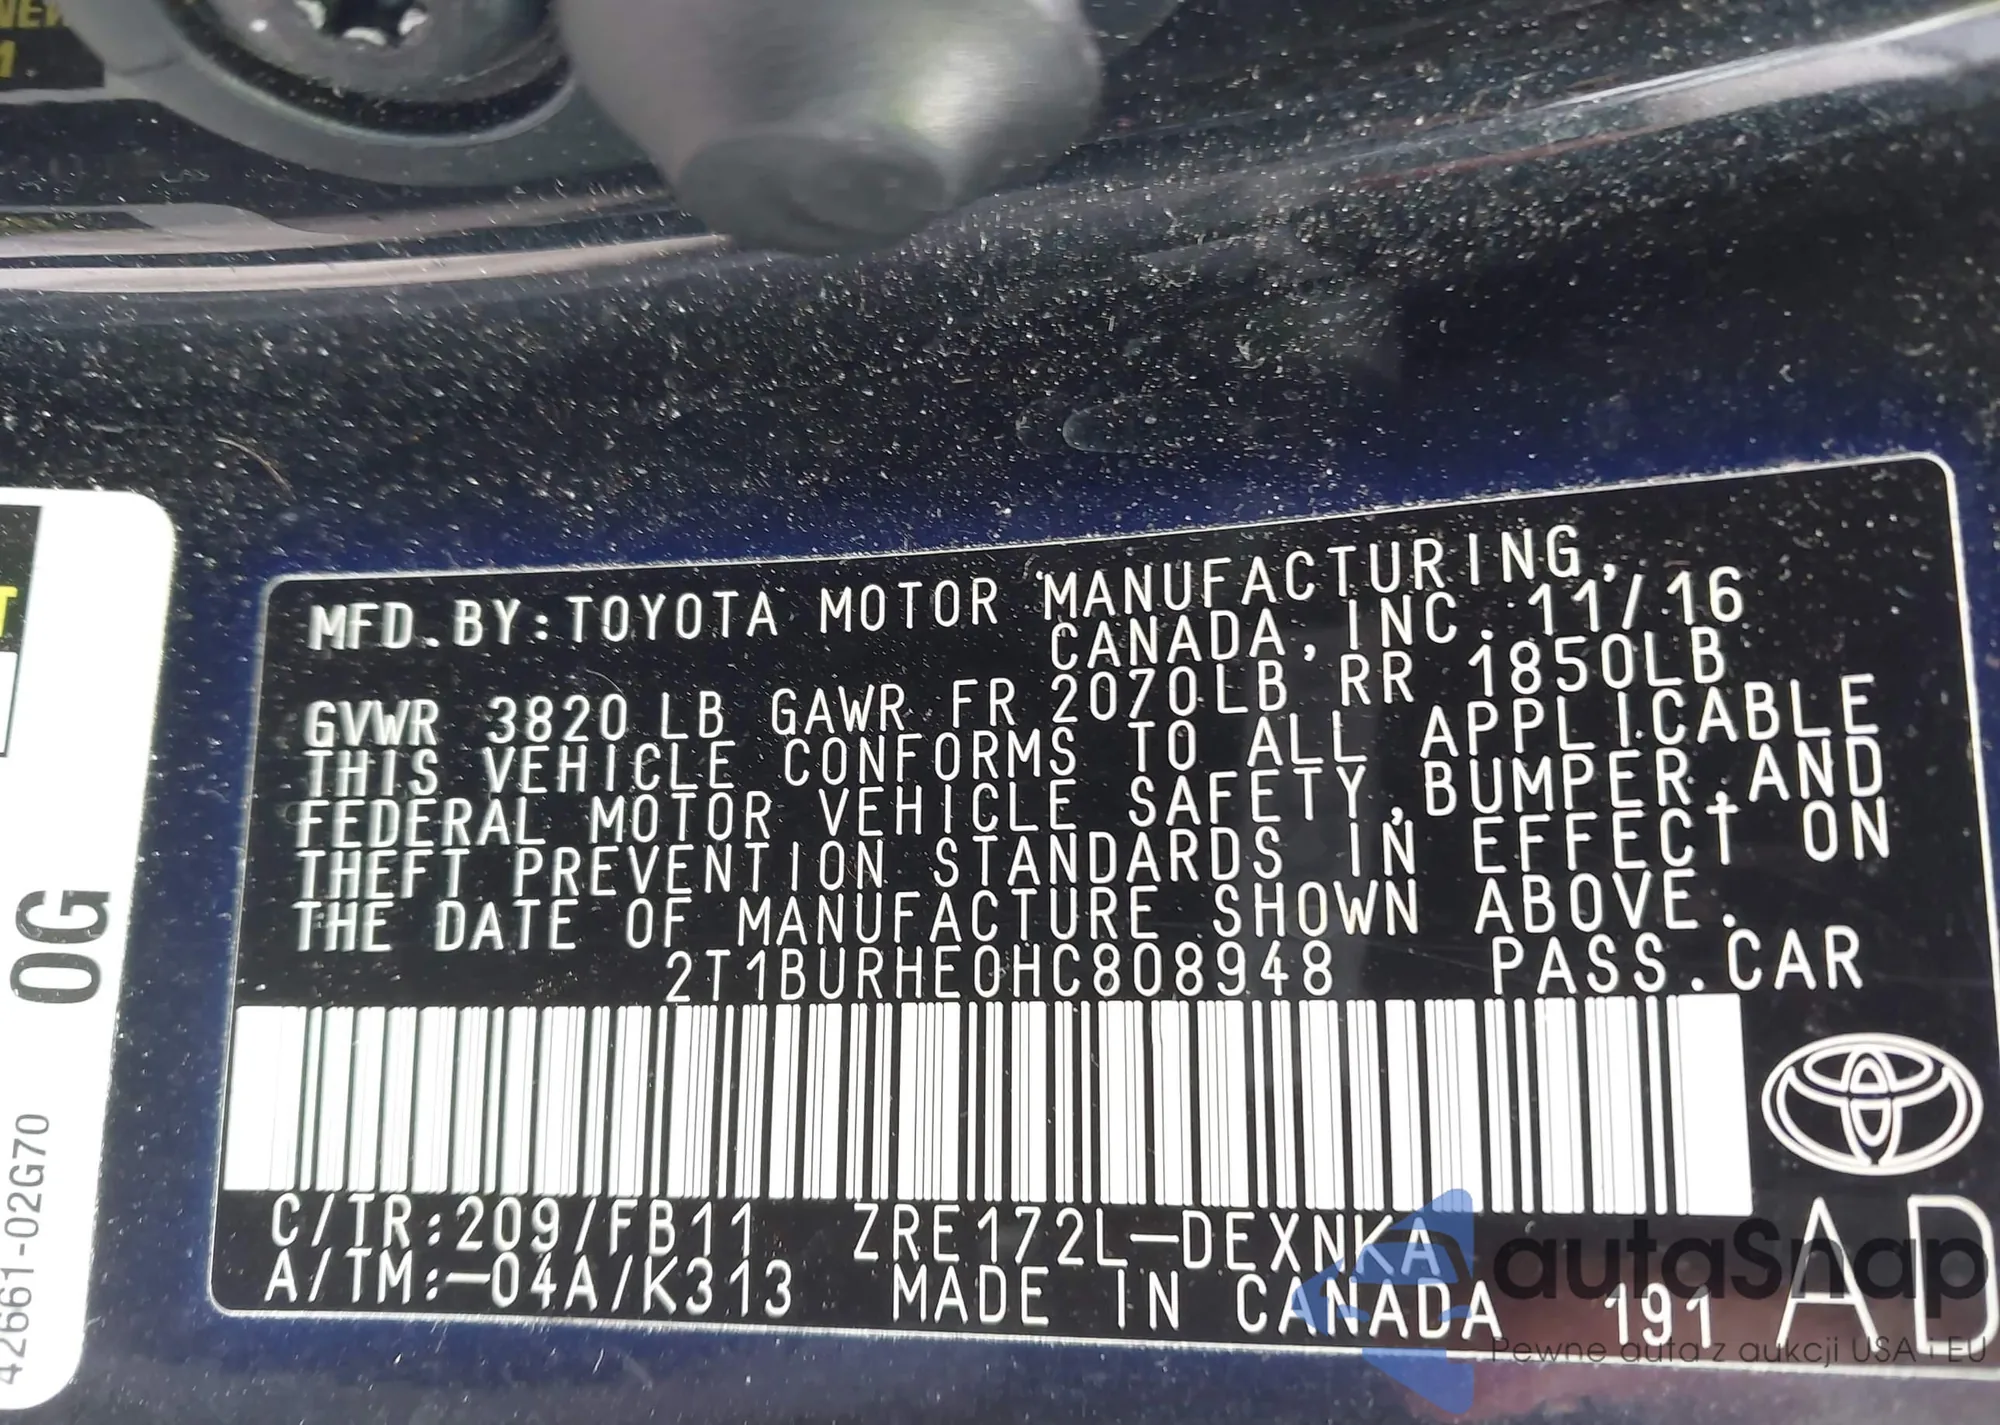 MFD.BY:TOYOTA MOTOR MANUFACTURING,
CANADA, INC. 11/16
GVWR 3820 LB GAWR FR 2070LB RR 1850LB
THIS VEHICLE CONFORMS TO ALL APPLICABLE
FEDERAL MOTOR VEHICLE SAFETY,BUMPER,AND
THEFT PREVENTION STANDARDS IN EFFECT ON
THE DATE OF MANUFACTURE SHOWN ABOVE.
2T1BURHE0HC808948 PASS.CAR
C/TR:209/FB11 ZRE172L-DEXNKA
A/TM:-04A/K313 MADE IN CANADA 191
AD
0G
42661-02G70
autaSnap
Pewne auta z aukcji USA i EU